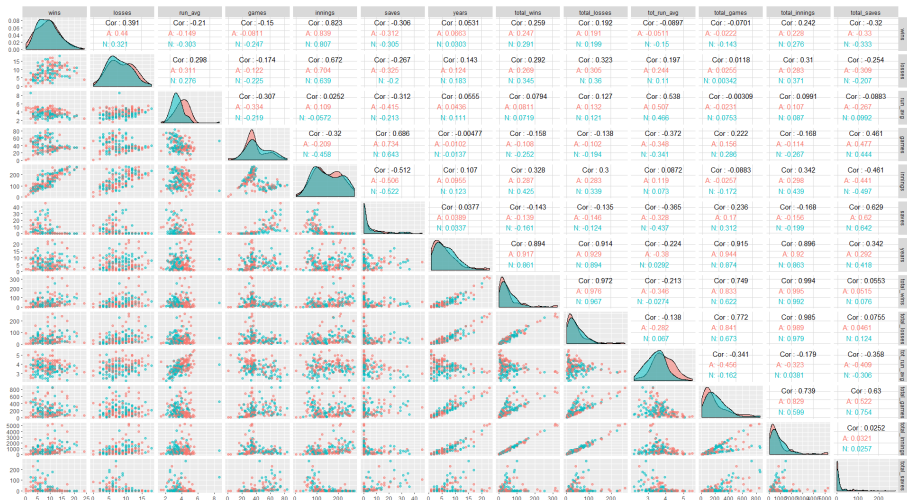 wins losses run_avg games innings saves years total_wins total_losses tot_run_avg total_games total_innings total_saves
Cor : 0.391 Cor : -0.21 Cor : -0.15 Cor : 0.823 Cor : -0.306 Cor : 0.0531 Cor : 0.259 Cor : 0.192 Cor : -0.0897 Cor : -0.0701 Cor : 0.242 Cor : -0.32
A: 0.44 A: -0.149 A: -0.0811 A: 0.839 A: -0.312 A: 0.0663 A: 0.247 A: 0.191 A: -0.0222 A: 0.228 A: -0.33
N: 0.321 N: -0.303 N: -0.247 N: 0.807 N: -0.305 N: 0.0303 N: 0.291 N: 0.199 N: -0.15 N: -0.143 N: 0.276 N: -0.333
wins
Cor : 0.298 Cor : -0.174 Cor : 0.672 Cor : -0.267 Cor : 0.143 Cor : 0.292 Cor : 0.323 Cor : 0.197 Cor : 0.0118 Cor : 0.31 Cor : -0.254
A: 0.311 A: -0.122 A: 0.704 A: -0.325 A: 0.124 A: 0.269 A: 0.305 A: 0.244 A: 0.0255 A: 0.283 A: -0.309
N: 0.276 N: -0.225 N: 0.639 N: -0.2 N: 0.183 N: 0.345 N: 0.36 N: 0.11 N: 0.00342 N: 0.371 N: -0.207
losses
Cor : -0.307 Cor : 0.0252 Cor : -0.312 Cor : 0.0555 Cor : 0.0794 Cor : 0.127 Cor : 0.538 Cor : -0.00309 Cor : 0.0991 Cor : -0.0883
A: -0.334 A: 0.109 A: -0.415 A: 0.0436 A: 0.0811 A: 0.132 A: 0.507 A: -0.0231 A: 0.107 A: -0.267
N: -0.219 N: -0.0572 N: -0.213 N: 0.111 N: 0.0719 N: 0.121 N: 0.466 N: 0.0753 N: 0.087 N: 0.0992
run_avg
Cor : -0.32 Cor : 0.686 Cor : -0.00477 Cor : -0.158 Cor : -0.138 Cor : -0.372 Cor : 0.222 Cor : -0.168 Cor : 0.461
A: -0.209 A: 0.734 A: -0.0102 A: -0.108 A: -0.102 A: -0.348 A: 0.156 A: -0.114 A: 0.477
N: -0.458 N: 0.643 N: -0.0137 N: -0.252 N: -0.194 N: -0.341 N: 0.286 N: -0.267 N: 0.444
games
Cor : -0.512 Cor : 0.107 Cor : 0.328 Cor : 0.3 Cor : 0.0872 Cor : -0.0883 Cor : 0.342 Cor : -0.461
A: -0.506 A: 0.0955 A: 0.287 A: 0.283 A: 0.119 A: -0.0257 A: 0.298 A: -0.441
N: -0.522 N: 0.123 N: 0.425 N: 0.339 N: 0.073 N: -0.172 N: 0.439 N: -0.497
innings
Cor : 0.0377 Cor : -0.143 Cor : -0.135 Cor : -0.365 Cor : 0.236 Cor : -0.168 Cor : 0.629
A: 0.0389 A: -0.139 A: -0.146 A: -0.328 A: 0.17 A: -0.156 A: 0.62
N: 0.0337 N: -0.161 N: -0.124 N: -0.437 N: 0.312 N: -0.199 N: 0.642
saves
Cor : 0.894 Cor : 0.914 Cor : -0.224 Cor : 0.915 Cor : 0.896 Cor : 0.342
A: 0.917 A: 0.929 A: -0.38 A: 0.944 A: 0.92 A: 0.292
N: 0.861 N: 0.894 N: 0.0292 N: 0.874 N: 0.863 N: 0.418
years
Cor : 0.972 Cor : -0.213 Cor : 0.749 Cor : 0.994 Cor : 0.0553
A: 0.976 A: -0.346 A: 0.833 A: 0.995 A: 0.0515
N: 0.967 N: -0.0274 N: 0.622 N: 0.992 N: 0.076
total_wins
Cor : -0.138 Cor : 0.772 Cor : 0.985 Cor : 0.0755
A: -0.282 A: 0.841 A: 0.989 A: 0.0461
N: 0.067 N: 0.673 N: 0.979 N: 0.124
Cor : -0.341 Cor : -0.179 Cor : -0.358
A: -0.456 A: -0.323 A: -0.409
N: -0.162 N: 0.0381 N: -0.306
Cor : 0.739 Cor : 0.63
A: 0.829 A: 0.522
N: 0.599 N: 0.754
Cor : 0.0252
A: 0.0321
N: 0.0257